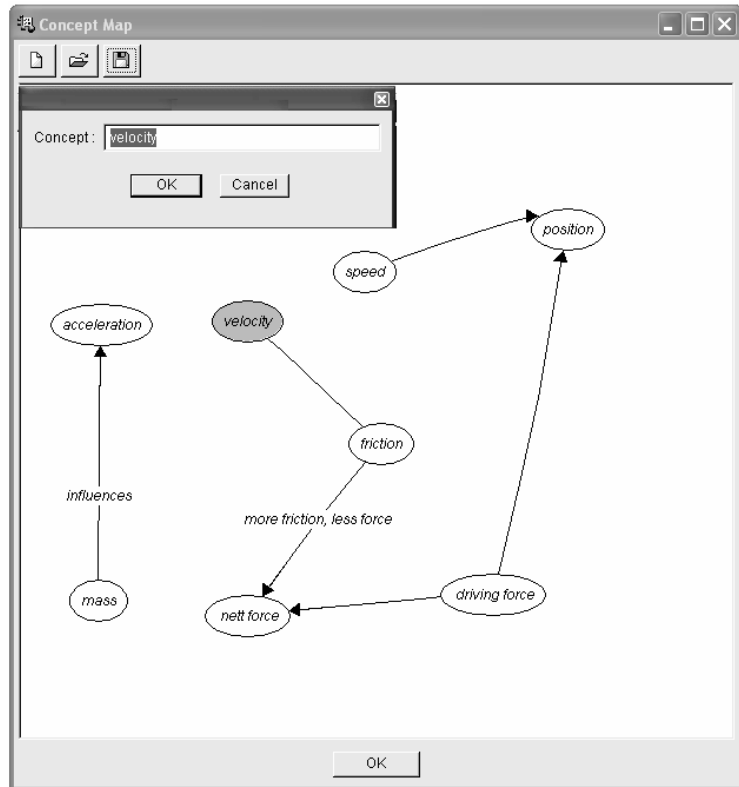 Concept Map
Concept :
velocity
OK
Cancel
position
speed
acceleration
velocity
friction
influences
more friction, less force
mass
nett force
driving force
OK